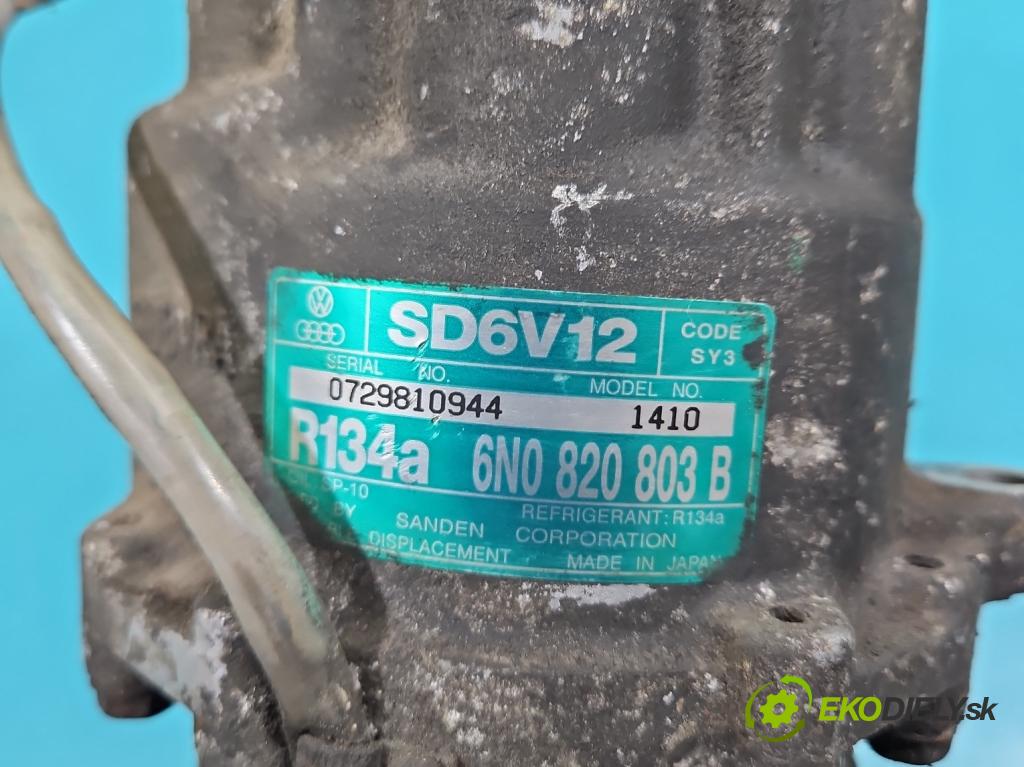 SD6V12
CODE
SY3
SERIAL NO.
MODEL NO.
0729810944
1410
R134a 6N0 820 803 B
SP-10
REFRIGERANT: R134a
BY
SANDEN CORPORATION
DISPLACEMENT
MADE IN JAPAN
EKODIELY.sk